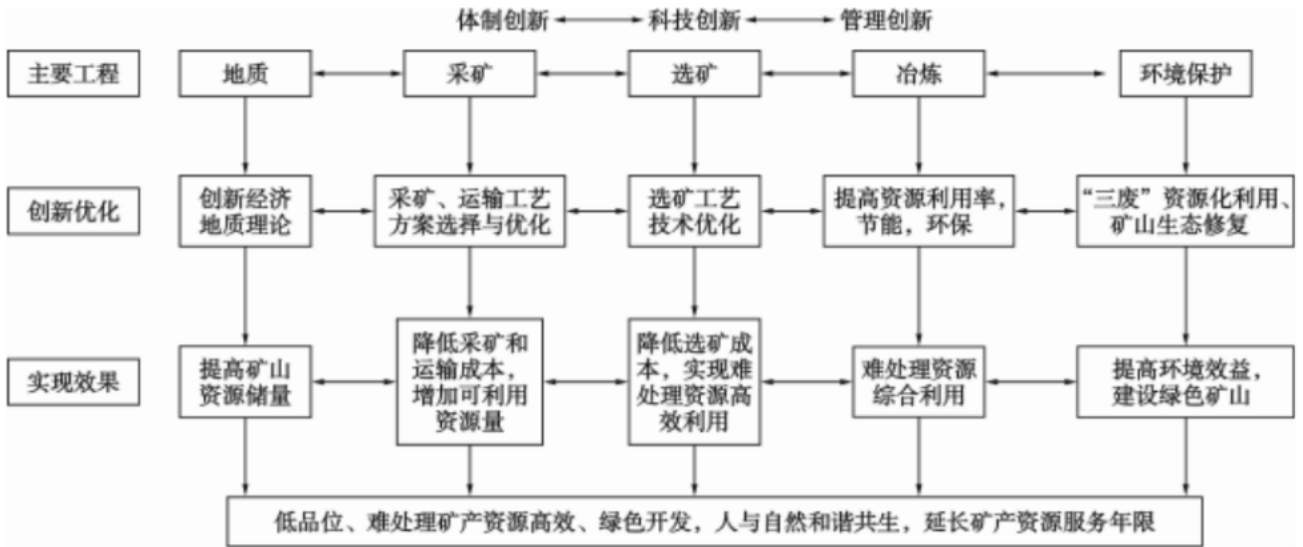 体制创新 科技创新 管理创新
主要工程 地质 采矿 选矿 冶炼 环境保护
创新优化
创新经济
地质理论
采矿、运输工艺
方案选择与优化
选矿工艺
技术优化
提高资源利用率，
节能，环保
“三废”资源化利用、
矿山生态修复
实现效果
提高矿山
资源储量
降低采矿和
运输成本，
增加可利用
资源量
降低选矿成
本，实现难
处理资源高
效利用
难处理资源
综合利用
提高环境效益，
建设绿色矿山
低品位、难处理矿产资源高效、绿色开发，人与自然和谐共生，延长矿产资源服务年限